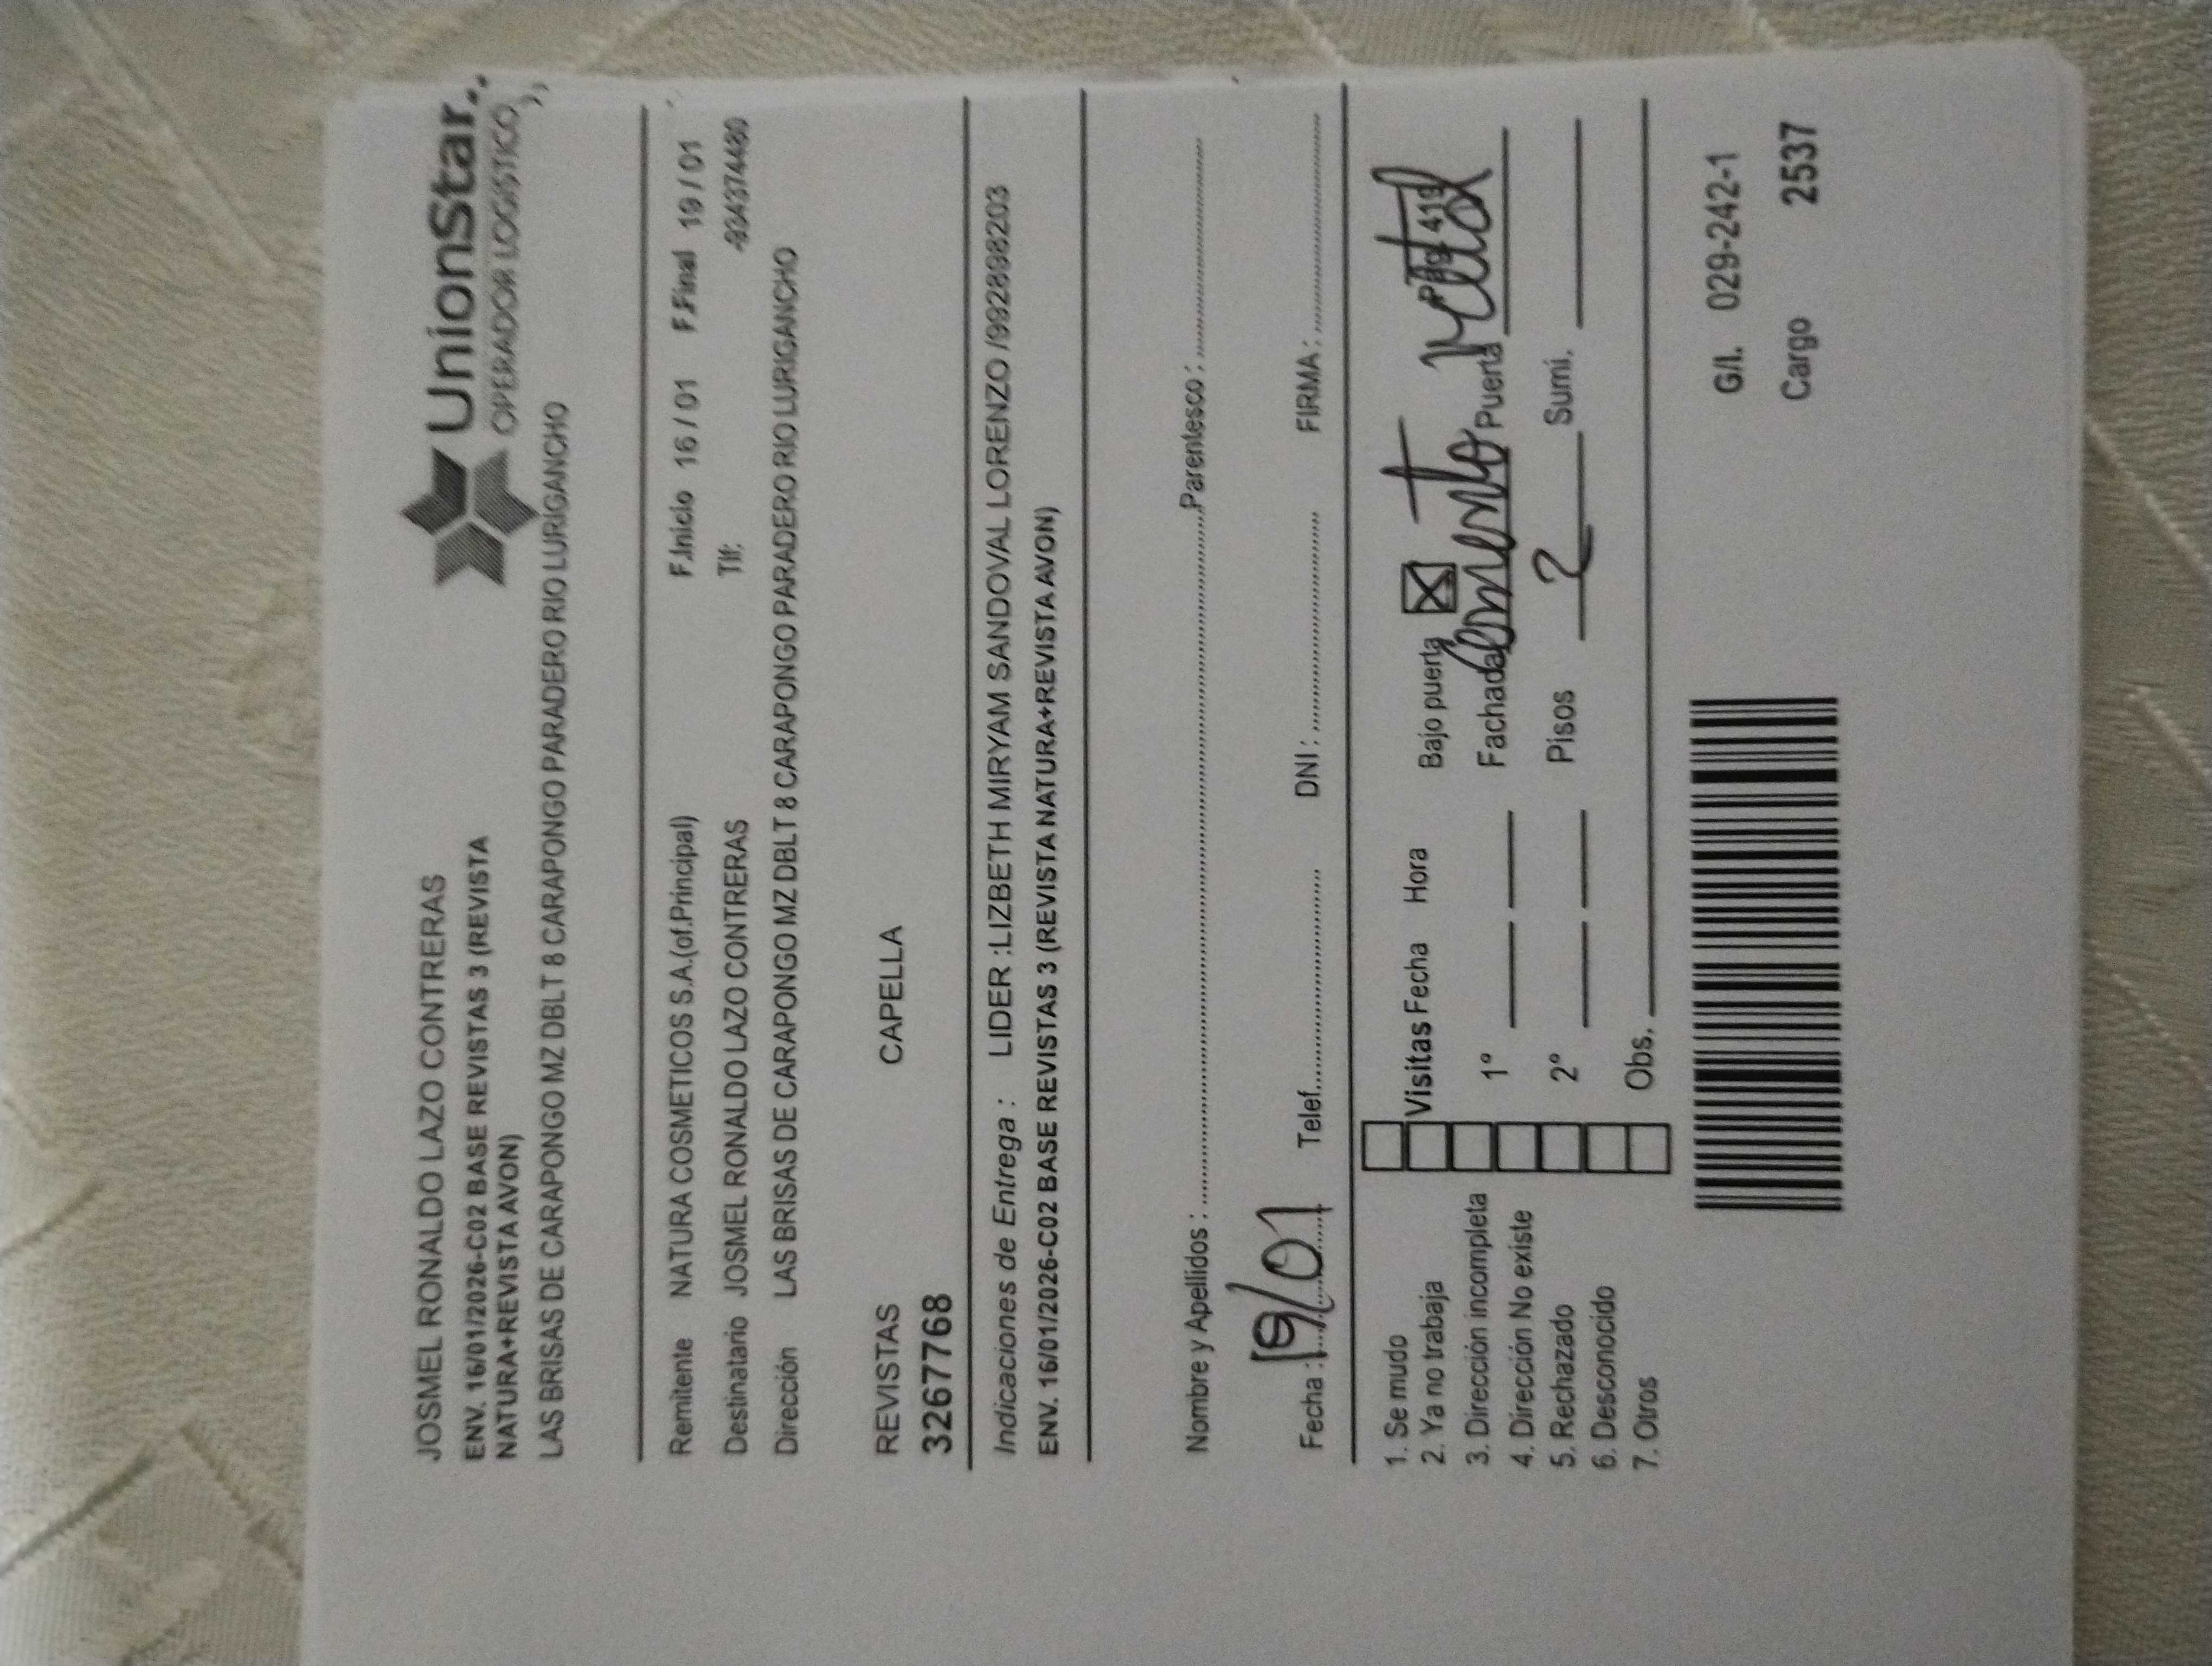 JOSMEL RONALDO LAZO CONTRERAS
UnionStar..
OPERADOR LOGISTICO
ENV. 16/01/2026-C02 BASE REVISTAS 3 (REVISTA
NATURA+REVISTA AVON)
LAS BRISAS DE CARAPONGO MZ DBLT 8 CARAPONGO PARADERO RIO LURIGANCHO
Remitente NATURA COSMETICOS S.A.(of.Principal) F.Inicio 16/01 F.Final 19/01
Destinatario JOSMEL RONALDO LAZO CONTRERAS Tlf:
Dirección LAS BRISAS DE CARAPONGO MZ DBLT 8 CARAPONGO PARADERO RIO LURIGANCHO
REVISTAS CAPELLA
3267768
Indicaciones de Entrega : LIDER :LIZBETH MIRYAM SANDOVAL LORENZO /992898203
ENV. 16/01/2026-C02 BASE REVISTAS 3 (REVISTA NATURA+REVISTA AVON)
Nombre y Apellidos : Parentesco :
Fecha : 19/01 Telef. DNI : FIRMA :
1. Se mudo Visitas Fecha Hora Bajo puerta
2. Ya no trabaja
3. Dirección incompleta 1° Fachada Puerta Metal
4. Dirección No existe
5. Rechazado 2° Pisos 2 Sumi.
6. Desconocido
7. Otros Obs.
G/I. 029-242-1
Cargo 2537